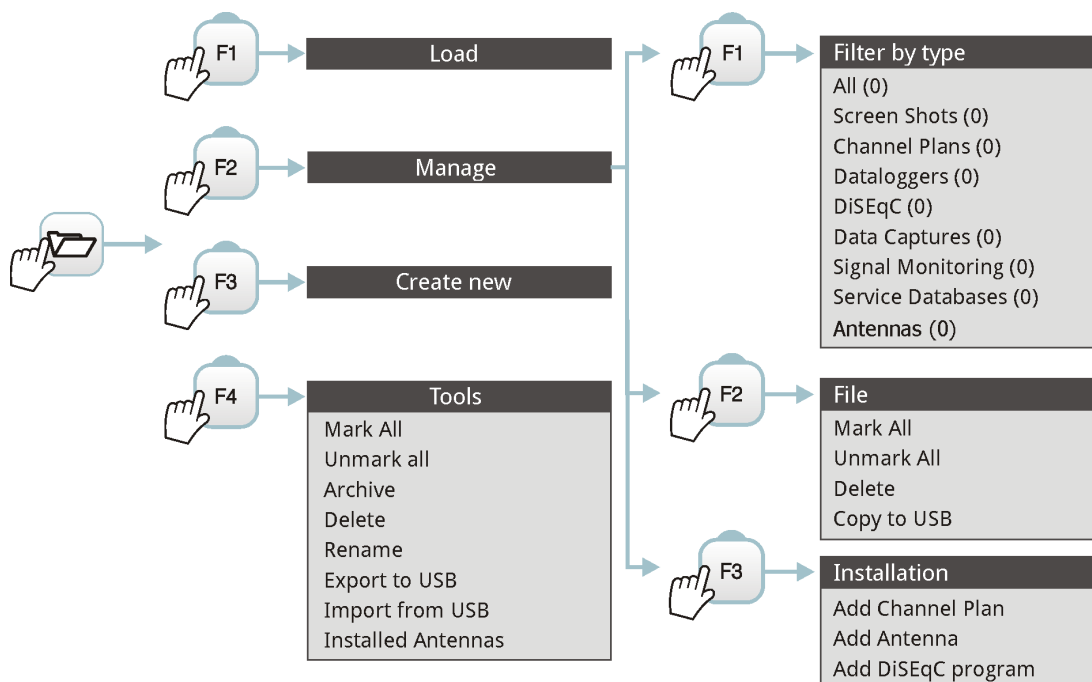 F1
Load
F2
Manage
F3
Create new
F4
Tools
Mark All
Unmark all
Archive
Delete
Rename
Export to USB
Import from USB
Installed Antennas
F1
Filter by type
All (0)
Screen Shots (0)
Channel Plans (0)
Dataloggers (0)
DiSEqC (0)
Data Captures (0)
Signal Monitoring (0)
Service Databases (0)
Antennas (0)
F2
File
Mark All
Unmark All
Delete
Copy to USB
F3
Installation
Add Channel Plan
Add Antenna
Add DiSEqC program